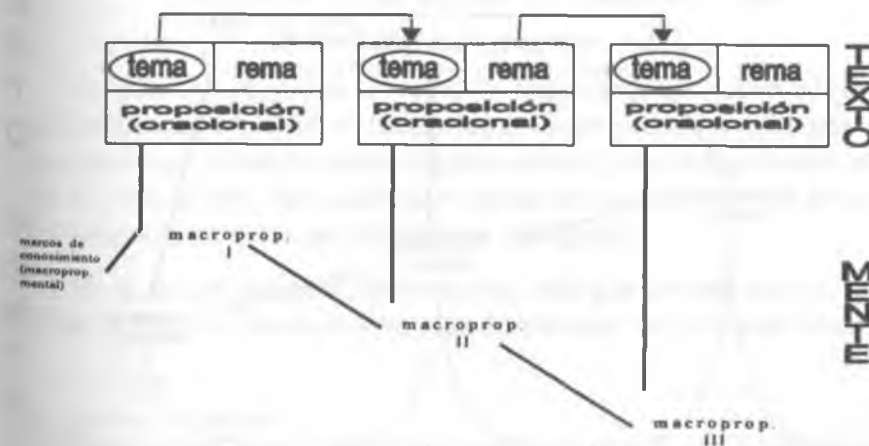 tema rema tema rema tema rema
proposición proposición proposición
(oracional) (oracional) (oracional)
TEXTO
marcos de
conosimiento
(macroprop.
mental)
macroprop.
I
macroprop.
II
macroprop.
III
MENTE